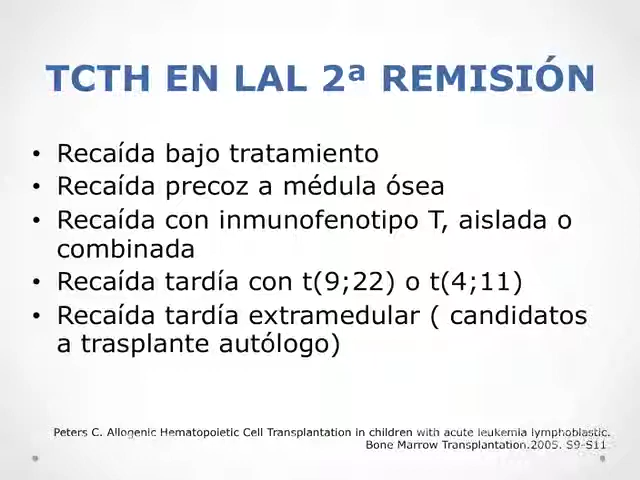 TCTH EN LAL 2ª REMISIÓN
• Recaída bajo tratamiento
• Recaída precoz a médula ósea
• Recaída con inmunofenotipo T, aislada o
combinada
• Recaída tardía con t(9;22) o t(4;11)
• Recaída tardía extramedular ( candidatos
a trasplante autólogo)
Peters C. Allogenic Hematopoietic Cell Transplantation in children with acute leukemia lymphoblastic.
Bone Marrow Transplantation.2005. S9-S11